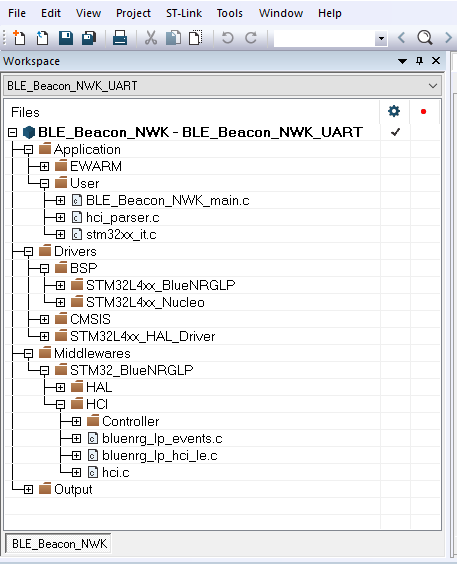 File Edit View Project ST-Link Tools Window Help
Workspace
BLE_Beacon_NWK_UART
Files
BLE_Beacon_NWK - BLE_Beacon_NWK_UART
Application
EWARM
User
BLE_Beacon_NWK_main.c
hci_parser.c
stm32xx_it.c
Drivers
BSP
STM32L4xx_BlueNRGLP
STM32L4xx_Nucleo
CMSIS
STM32L4xx_HAL_Driver
Middlewares
STM32_BlueNRGLP
HAL
HCI
Controller
bluenrg_lp_events.c
bluenrg_lp_hci_le.c
hci.c
Output
BLE_Beacon_NWK